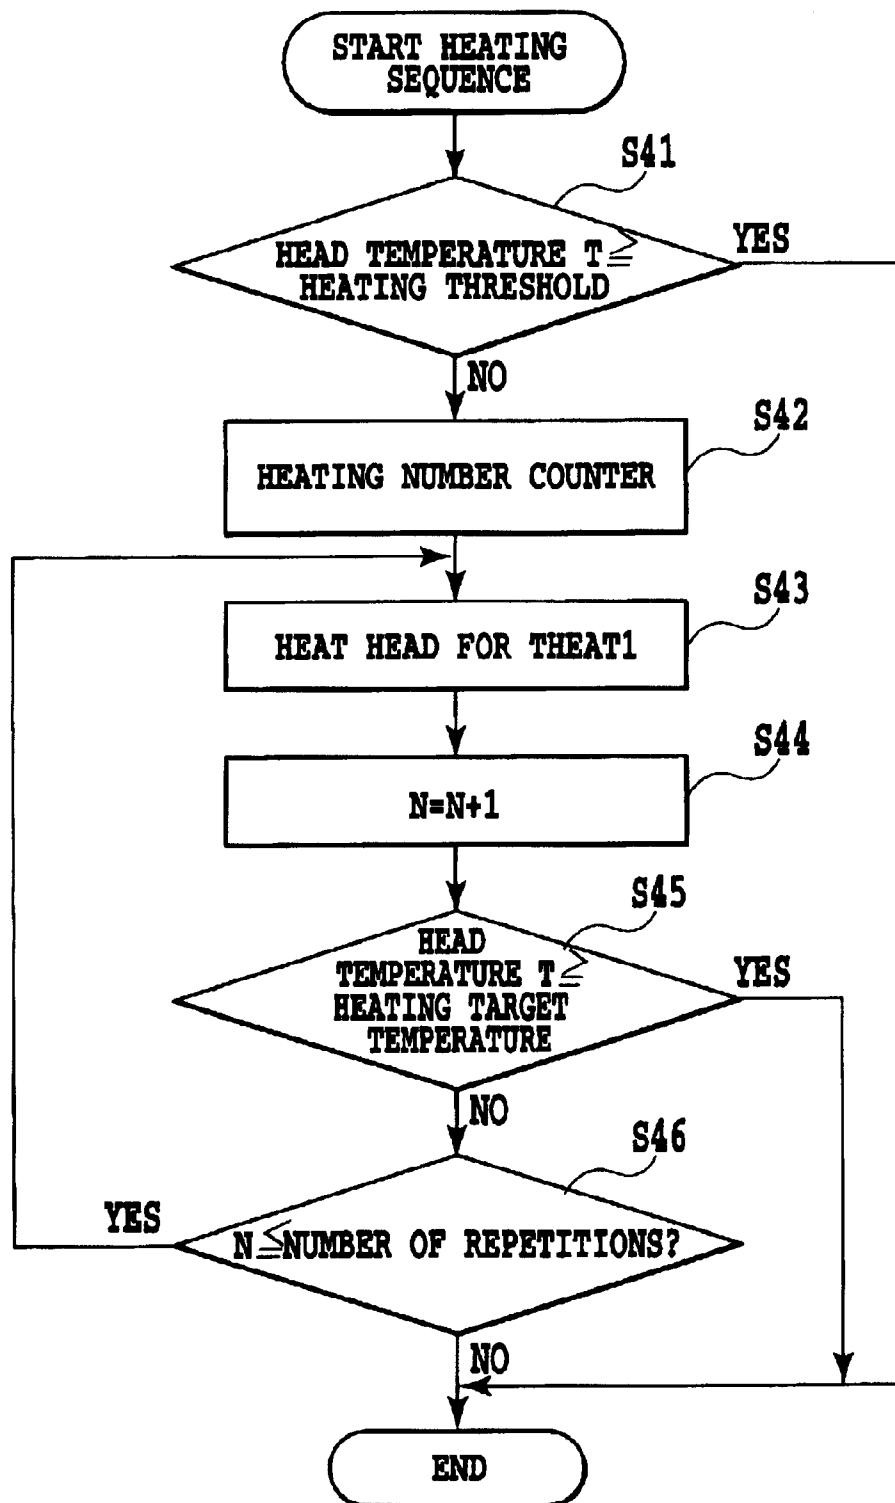 START HEATING
SEQUENCE
S41
HEAD TEMPERATURE T≧
HEATING THRESHOLD
YES
NO
S42
HEATING NUMBER COUNTER
S43
HEAT HEAD FOR THEAT1
S44
N=N+1
S45
HEAD
TEMPERATURE T≧
HEATING TARGET
TEMPERATURE
YES
NO
S46
YES
N≦NUMBER OF REPETITIONS?
NO
END